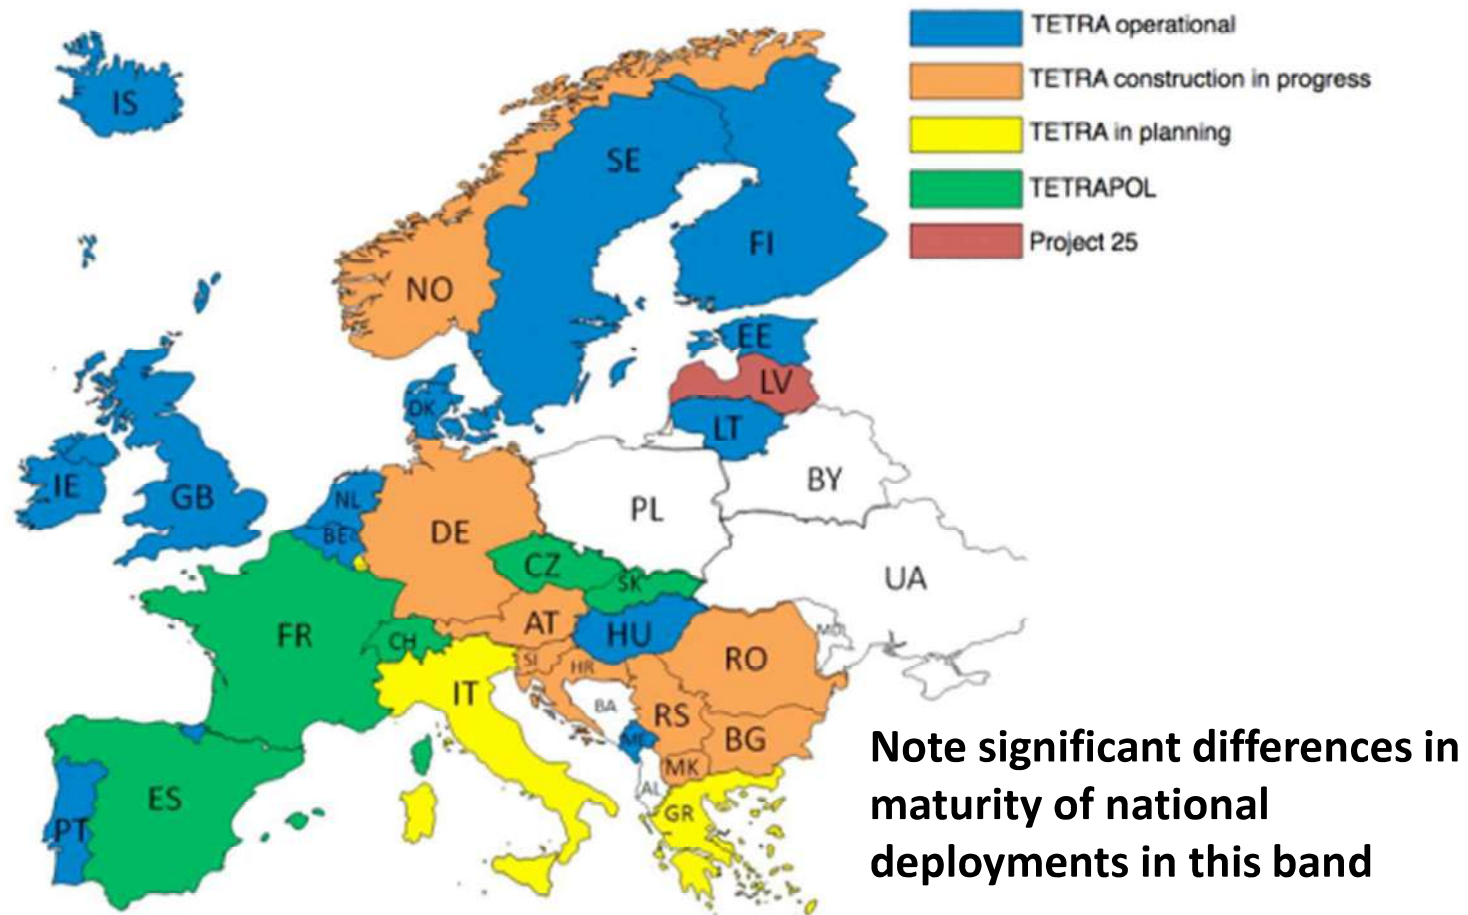 TETRA operational
TETRA construction in progress
TETRA in planning
TETRAPOL
Project 25
IS
SE
FI
NO
EE
LV
DK
LT
IE
GB
NL
BE
DE
PL
BY
CZ
SK
UA
FR
CH
AT
HU
SI
HR
RO
IT
BA
RS
BG
ME
MK
AL
ES
PT
GR
Note significant differences in
maturity of national
deployments in this band